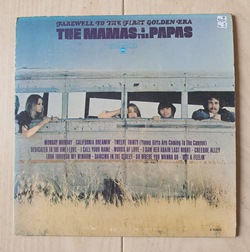 FAREWELL TO THE FIRST GOLDEN ERA
THE MAMAS & THE PAPAS
MONDAY MONDAY · CALIFORNIA DREAMIN' · TWELVE THIRTY (Young Girls Are Coming To The Canyon)
DEDICATED TO THE ONE I LOVE · I CALL YOUR NAME · WORDS OF LOVE · I SAW HER AGAIN LAST NIGHT · CREEQUE ALLEY
LOOK THROUGH MY WINDOW · DANCING IN THE STREET · GO WHERE YOU WANNA GO · GOT A FEELIN'